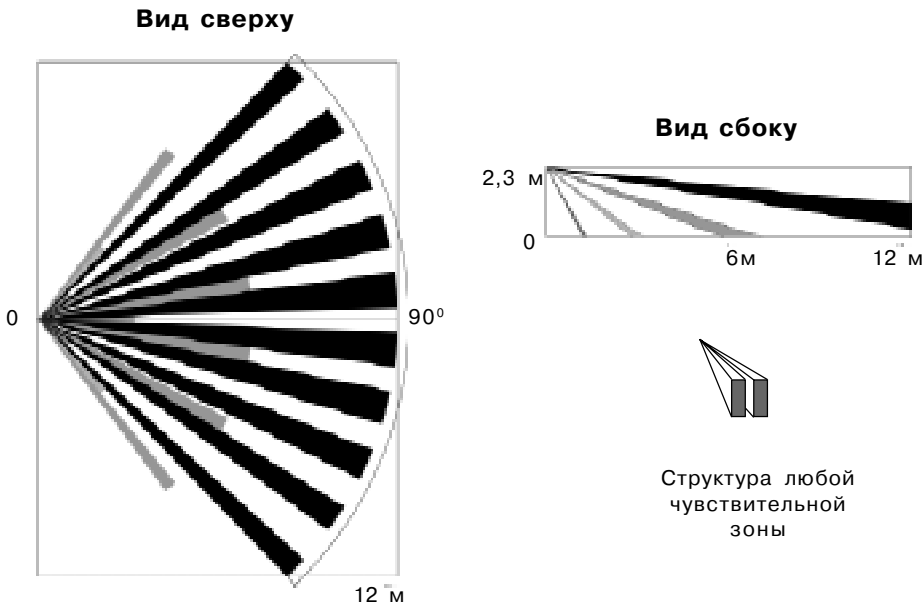 Вид сверху
0
90⁰
12 м
Вид сбоку
2,3 м
0
6м
12 м
Структура любой
чувствительной
зоны